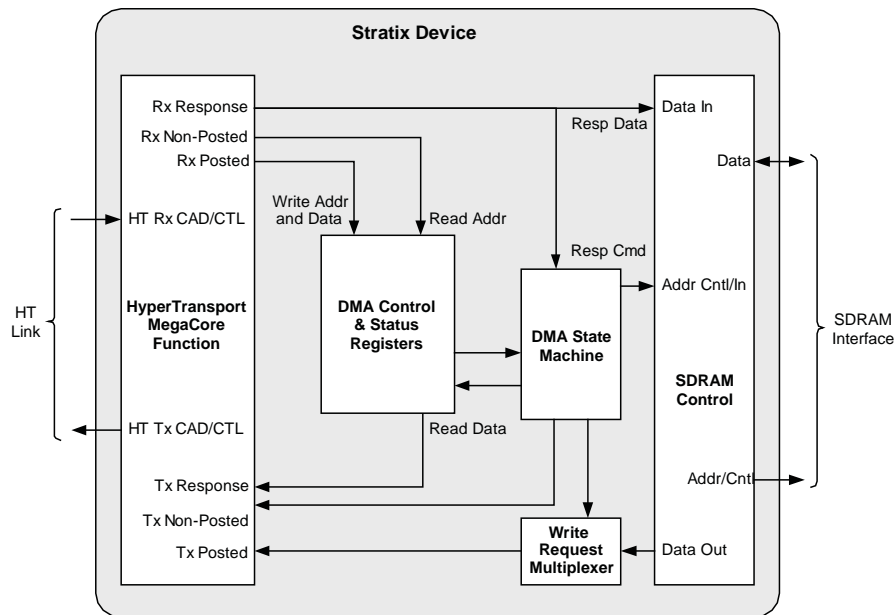 Stratix Device
Rx Response
Data In
Resp Data
Rx Non-Posted
Rx Posted
Data
Write Addr
and Data
Read Addr
HT Rx CAD/CTL
Resp Cmd
Addr Cntl/In
HT
Link
HyperTransport
MegaCore
Function
DMA Control
& Status
Registers
DMA State
Machine
SDRAM
Interface
SDRAM
Control
HT Tx CAD/CTL
Read Data
Tx Response
Addr/Cntl
Tx Non-Posted
Tx Posted
Write
Request
Multiplexer
Data Out